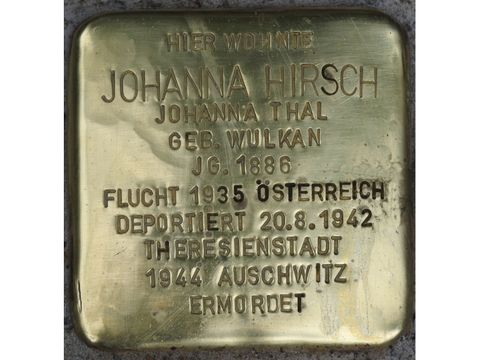 HIER WOHNTE
JOHANNA HIRSCH
JOHANNA THAL
GEB. WULKAN
JG. 1886
FLUCHT 1935 ÖSTERREICH
DEPORTIERT 20.8.1942
THERESIENSTADT
1944 AUSCHWITZ
ERMORDET